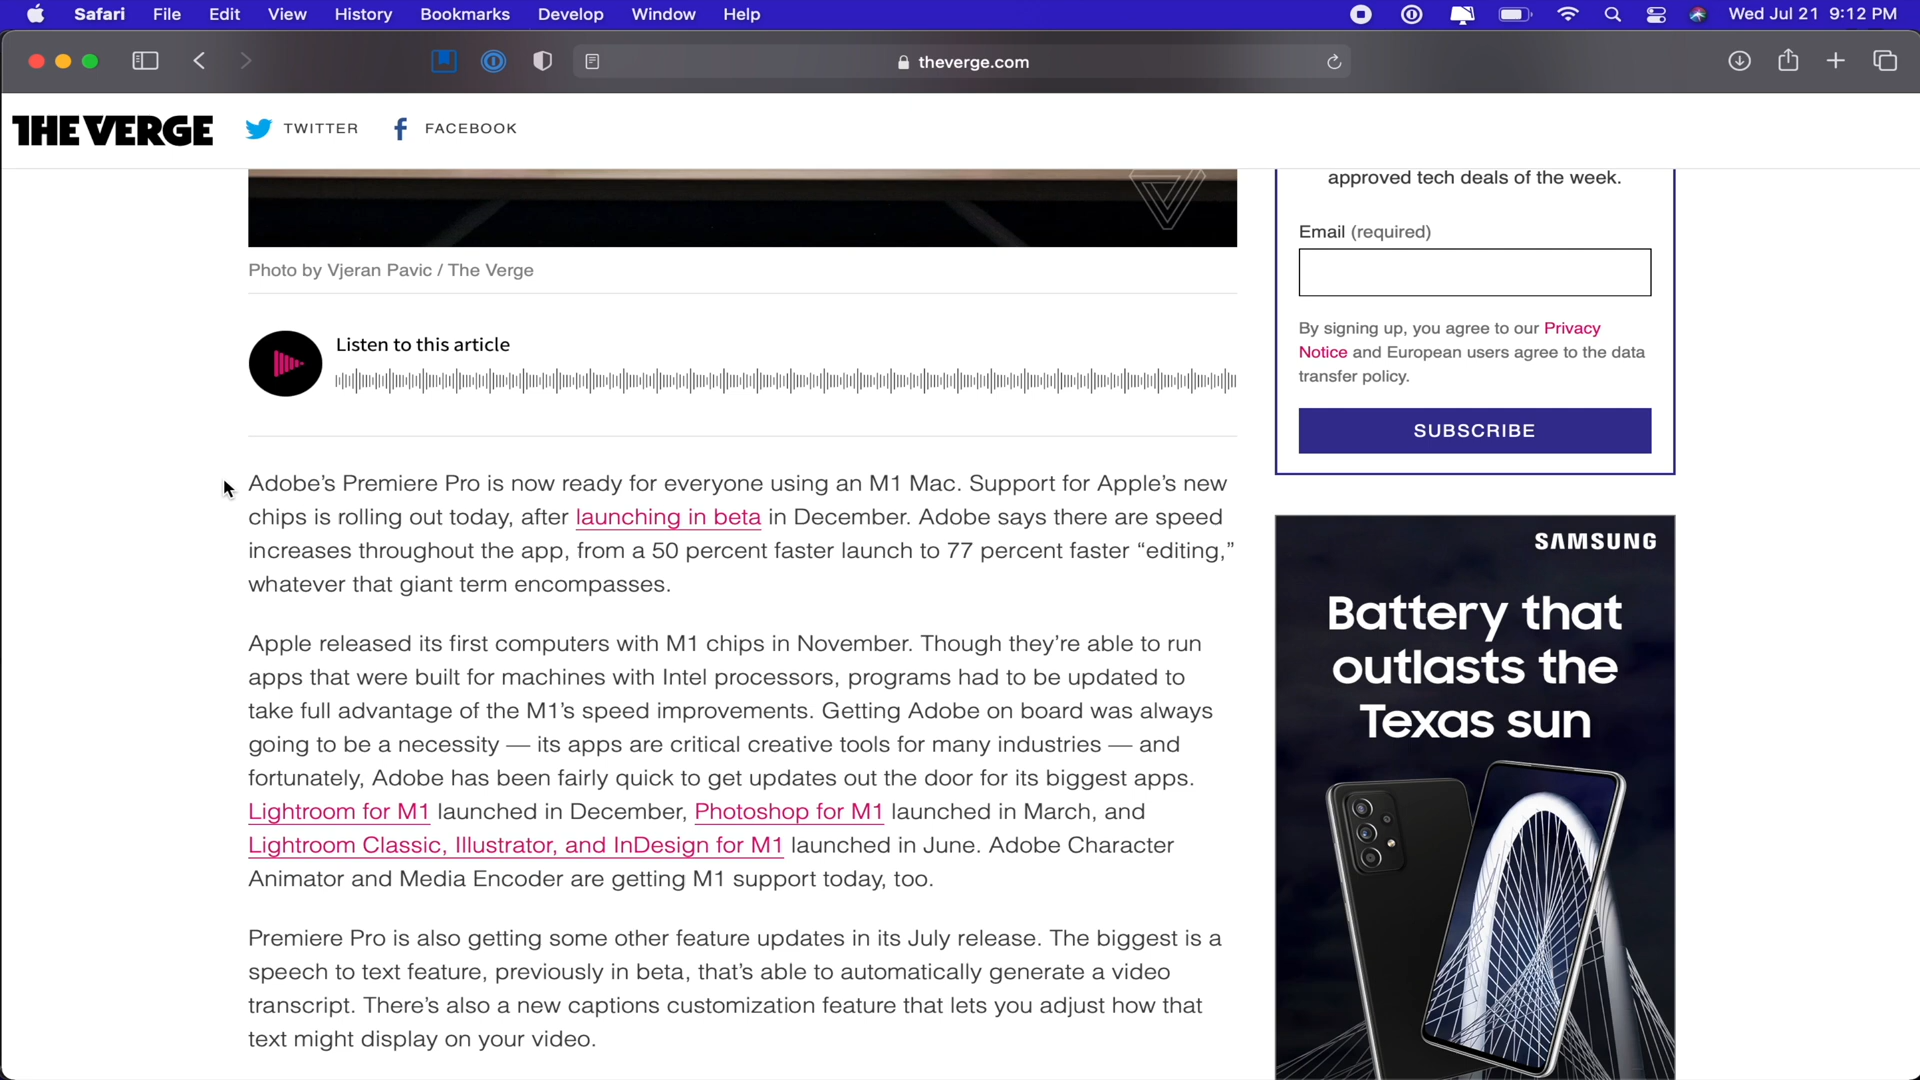 Safari File Edit View History Bookmarks Develop Window Help Wed Jul 21 9:12 PM
theverge.com
THE VERGE TWITTER FACEBOOK
Photo by Vjeran Pavic / The Verge
Listen to this article
Adobe’s Premiere Pro is now ready for everyone using an M1 Mac. Support for Apple’s new
chips is rolling out today, after launching in beta in December. Adobe says there are speed
increases throughout the app, from a 50 percent faster launch to 77 percent faster “editing,”
whatever that giant term encompasses.
Apple released its first computers with M1 chips in November. Though they’re able to run
apps that were built for machines with Intel processors, programs had to be updated to
take full advantage of the M1’s speed improvements. Getting Adobe on board was always
going to be a necessity — its apps are critical creative tools for many industries — and
fortunately, Adobe has been fairly quick to get updates out the door for its biggest apps.
Lightroom for M1 launched in December, Photoshop for M1 launched in March, and
Lightroom Classic, Illustrator, and InDesign for M1 launched in June. Adobe Character
Animator and Media Encoder are getting M1 support today, too.
Premiere Pro is also getting some other feature updates in its July release. The biggest is a
speech to text feature, previously in beta, that’s able to automatically generate a video
transcript. There’s also a new captions customization feature that lets you adjust how that
text might display on your video.
approved tech deals of the week.
Email (required)
By signing up, you agree to our Privacy
Notice and European users agree to the data
transfer policy.
SUBSCRIBE
SAMSUNG
Battery that
outlasts the
Texas sun